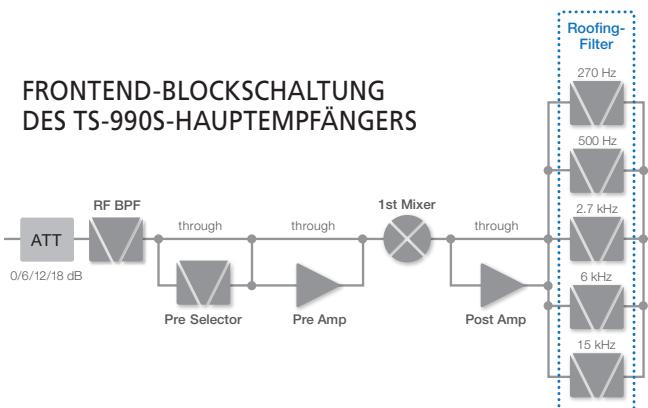 Roofing-
Filter
FRONTEND-BLOCKSCHALTUNG
DES TS-990S-HAUPTEMPFÄNGERS
270 Hz
500 Hz
RF BPF
1st Mixer
2.7 kHz
through
through
through
ATT
0/6/12/18 dB
6 kHz
Pre Selector
Pre Amp
Post Amp
15 kHz